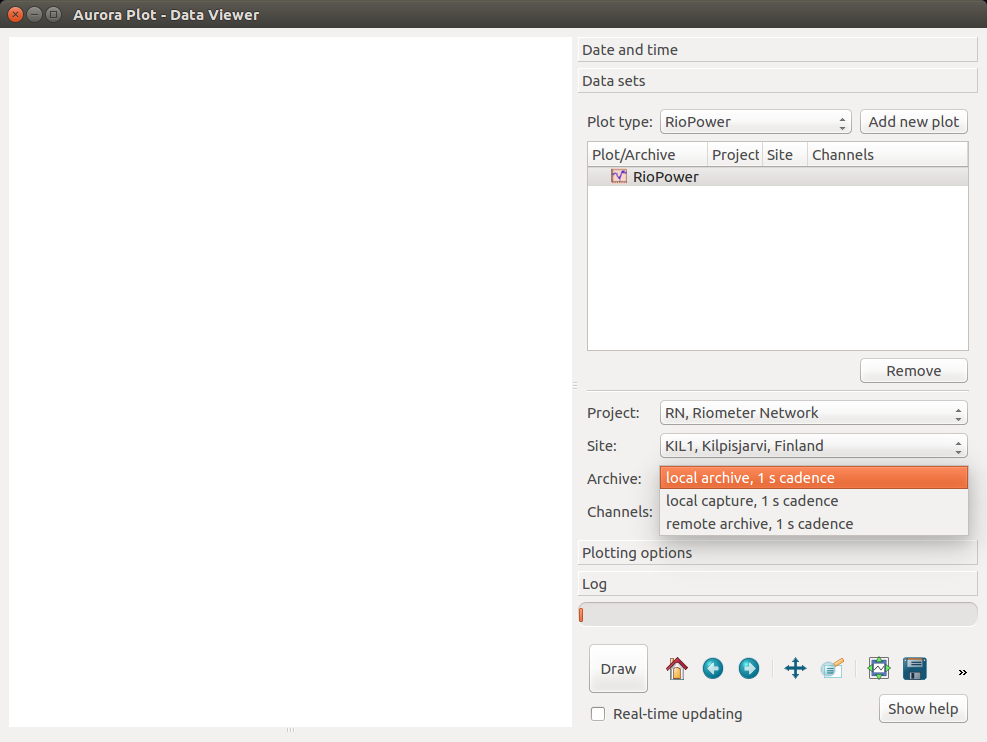 Aurora Plot - Data Viewer
Date and time
Data sets
Plot type: RioPower Add new plot
Plot/Archive Project Site Channels
RioPower
Remove
Project: RN, Riometer Network
Site: KIL1, Kilpisjarvi, Finland
Archive: local archive, 1 s cadence
local capture, 1 s cadence
Channels:
remote archive, 1 s cadence
Plotting options
Log
Draw »
Real-time updating Show help